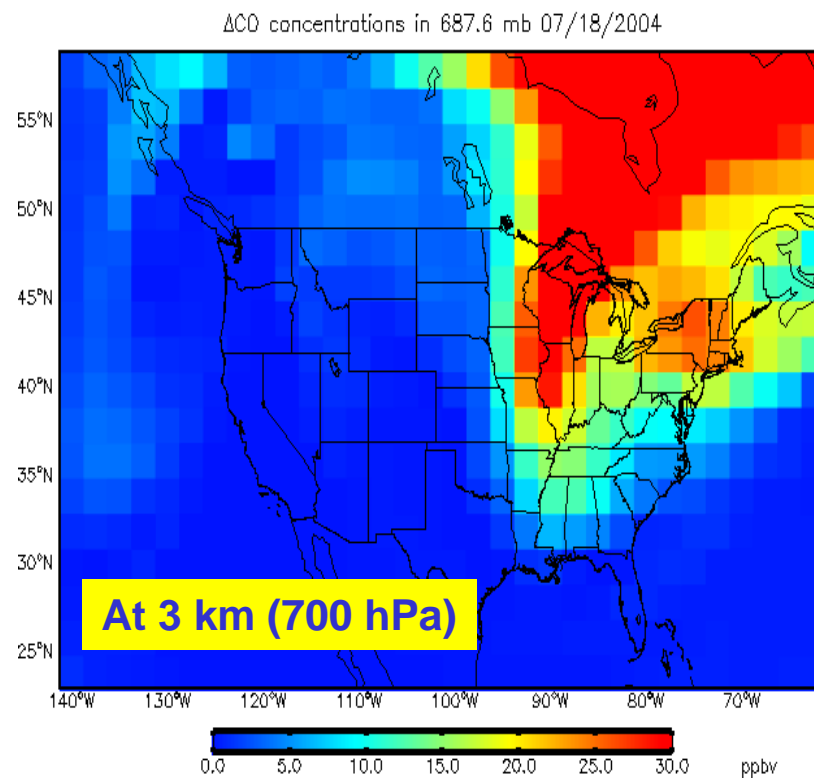 ΔCO concentrations in 687.6 mb 07/18/2004
55°N
50°N
45°N
40°N
35°N
30°N
25°N
At 3 km (700 hPa)
140°W 130°W 120°W 110°W 100°W 90°W 80°W 70°W
0.0 5.0 10.0 15.0 20.0 25.0 30.0 ppbv